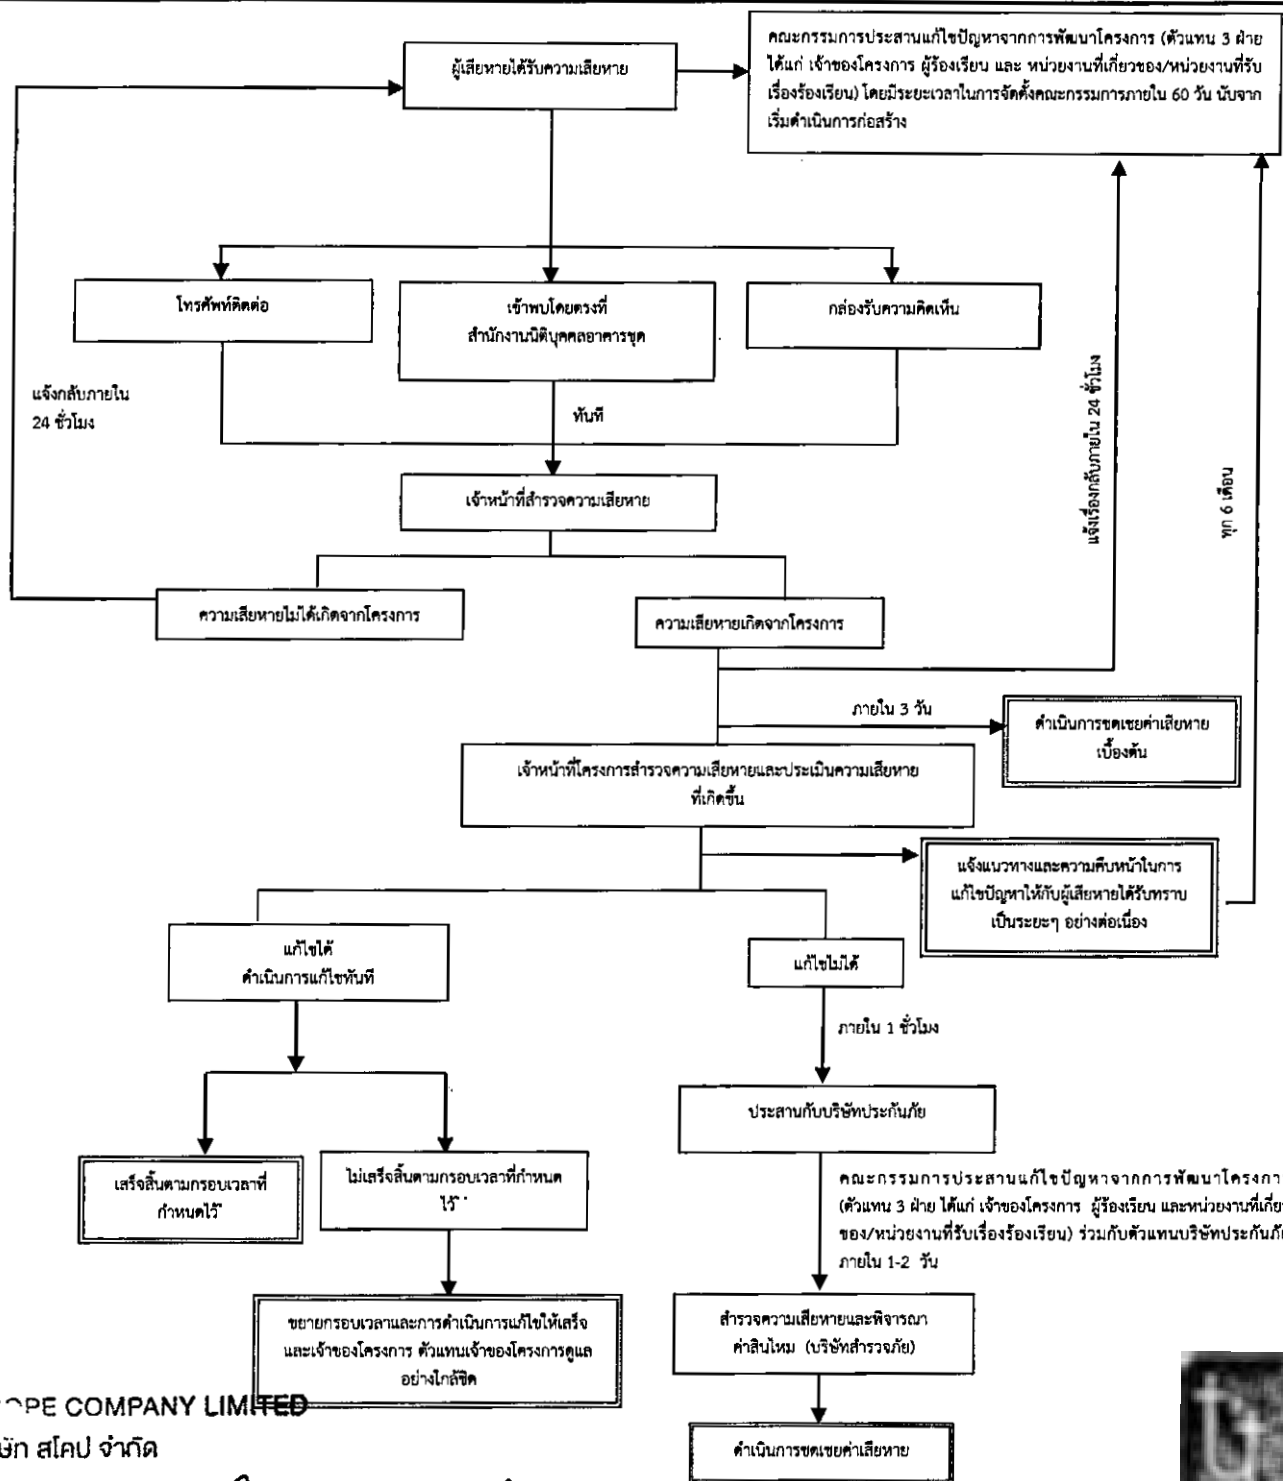 ผู้เสียหายได้รับความเสียหาย
คณะกรรมการประสานแก้ไขปัญหาจากการพัฒนาโครงการ (ตัวแทน 3 ฝ่าย
ได้แก่ เจ้าของโครงการ ผู้ร้องเรียน และ หน่วยงานที่เกี่ยวของ/หน่วยงานที่รับ
เรื่องร้องเรียน) โดยมีระยะเวลาในการจัดตั้งคณะกรรมการภายใน 60 วัน นับจาก
เริ่มดำเนินการก่อสร้าง
โทรศัพท์ติดต่อ
เข้าพบโดยตรงที่
สำนักงานนิติบุคคลอาคารชุด
กล่องรับความคิดเห็น
แจ้งกลับภายใน
24 ชั่วโมง
ทันที
แจ้งเรื่องกลับภายใน 24 ชั่วโมง
ทุก 6 เดือน
เจ้าหน้าที่สำรวจความเสียหาย
ความเสียหายไม่ได้เกิดจากโครงการ
ความเสียหายเกิดจากโครงการ
ภายใน 3 วัน
ดำเนินการชดเชยค่าเสียหาย
เบื้องต้น
เจ้าหน้าที่โครงการสำรวจความเสียหายและประเมินความเสียหาย
ที่เกิดขึ้น
แจ้งแนวทางและความคืบหน้าในการ
แก้ไขปัญหาให้กับผู้เสียหายได้รับทราบ
เป็นระยะๆ อย่างต่อเนื่อง
แก้ไขได้
ดำเนินการแก้ไขทันที
แก้ไขไม่ได้
ภายใน 1 ชั่วโมง
ประสานกับบริษัทประกันภัย
เสร็จสิ้นตามกรอบเวลาที่
กำหนดไว้*
ไม่เสร็จสิ้นตามกรอบเวลาที่กำหนด
ไว้**
คณะกรรมการประสานแก้ไขปัญหาจากการพัฒนาโครงกา
(ตัวแทน 3 ฝ่าย ได้แก่ เจ้าของโครงการ ผู้ร้องเรียน และหน่วยงานที่เกี่ย
ของ/หน่วยงานที่รับเรื่องร้องเรียน) ร่วมกับตัวแทนบริษัทประกันภั
ภายใน 1-2 วัน
ขยายกรอบเวลาและการดำเนินการแก้ไขให้เสร็จ
และเจ้าของโครงการ ตัวแทนเจ้าของโครงการดูแล
อย่างใกล้ชิด
สำรวจความเสียหายและพิจารณา
ค่าสินไหม (บริษัทสำรวจภัย)
ดำเนินการชดเชยค่าเสียหาย
OPE COMPANY LIMITED
ษัท สโคป จำกัด